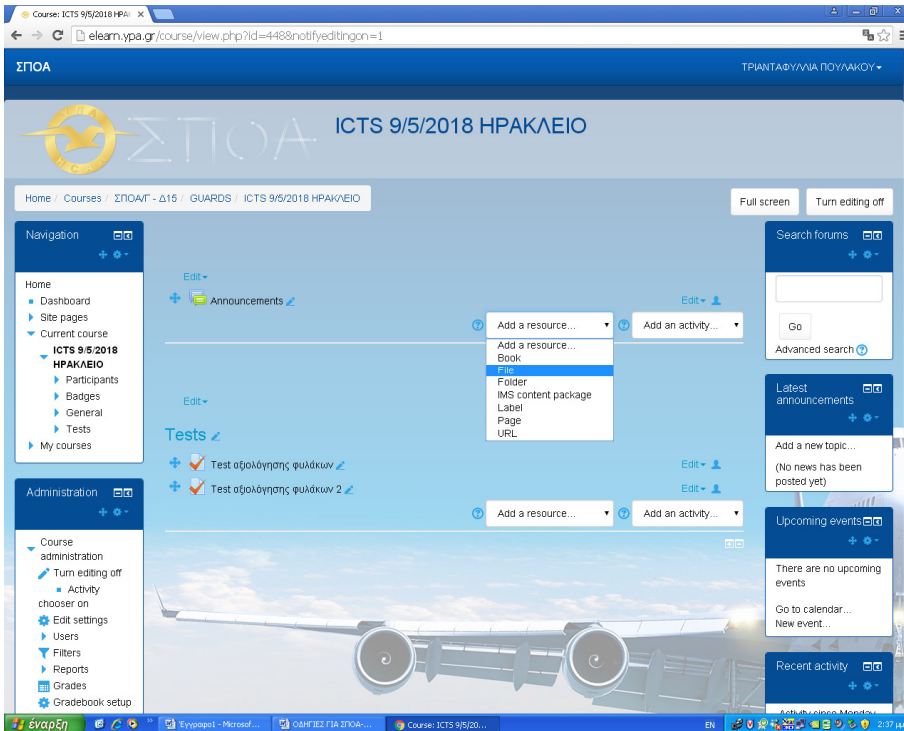 Course: ICTS 9/5/2018 ΗΡΑΚ
elearn.ypa.gr/course/view.php?id=448&notifyeditingon=1
ΣΠΟΑ
ΤΡΙΑΝΤΑΦΥΛΛΙΑ ΠΟΥΛΑΚΟΥ
ΥΠΑ
HCAA
ΣΠΟΑ
ICTS 9/5/2018 ΗΡΑΚΛΕΙΟ
Home / Courses / ΣΠΟΑ/Γ - Δ15 / GUARDS / ICTS 9/5/2018 ΗΡΑΚΛΕΙΟ
Full screen
Turn editing off
Navigation
Home
Dashboard
Site pages
Current course
ICTS 9/5/2018
ΗΡΑΚΛΕΙΟ
Participants
Badges
General
Tests
My courses
Administration
Course
administration
Turn editing off
Activity
chooser on
Edit settings
Users
Filters
Reports
Grades
Gradebook setup
Edit
Announcements
Edit
Add a resource...
Add an activity...
Add a resource...
Book
File
Folder
IMS content package
Label
Page
URL
Edit
Tests
Test αξιολόγησης φυλάκων
Edit
Test αξιολόγησης φυλάκων 2
Edit
Add a resource...
Add an activity...
Search forums
Go
Advanced search
Latest
announcements
Add a new topic...
(No news has been
posted yet)
Upcoming events
There are no upcoming
events
Go to calendar...
New event...
Recent activity
Activity since Monday
έναρξη
Έγγραφο1 - Microsof...
ΟΔΗΓΙΕΣ ΓΙΑ ΣΠΟΑ-...
Course: ICTS 9/5/20...
EN
2:37 μμ